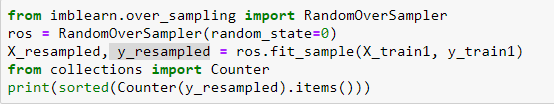 from imblearn.over_sampling import RandomOverSampler
ros = RandomOverSampler(random_state=0)
X_resampled, y_resampled = ros.fit_sample(X_train1, y_train1)
from collections import Counter
print(sorted(Counter(y_resampled).items()))